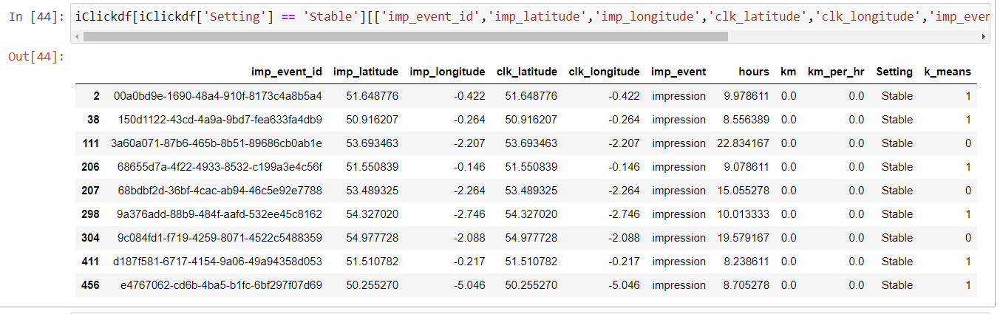 In [44]: iClickdf[iClickdf['Setting'] == 'Stable'][['imp_event_id','imp_latitude','imp_longitude','clk_latitude','clk_longitude','imp_even
Out[44]:
imp_event_id imp_latitude imp_longitude clk_latitude clk_longitude imp_event hours km km_per_hr Setting k_means
2 00a0bd9e-1690-48a4-910f-8173c4a8b5a4 51.648776 -0.422 51.648776 -0.422 impression 9.978611 0.0 0.0 Stable 1
38 150d1122-43cd-4a9a-9bd7-fea633fa4db9 50.916207 -0.264 50.916207 -0.264 impression 8.556389 0.0 0.0 Stable 1
111 3a60a071-87b6-465b-8b51-89686cb0ab1e 53.693463 -2.207 53.693463 -2.207 impression 22.834167 0.0 0.0 Stable 0
206 68655d7a-4f22-4933-8532-c199a3e4c56f 51.550839 -0.146 51.550839 -0.146 impression 9.078611 0.0 0.0 Stable 1
207 68bdbf2d-36bf-4cac-ab94-46c5e92e7788 53.489325 -2.264 53.489325 -2.264 impression 15.055278 0.0 0.0 Stable 0
298 9a376add-88b9-484f-aafd-532ee45c8162 54.327020 -2.746 54.327020 -2.746 impression 10.013333 0.0 0.0 Stable 1
304 9c084fd1-f719-4259-8071-4522c5488359 54.977728 -2.088 54.977728 -2.088 impression 19.579167 0.0 0.0 Stable 0
411 d187f581-6717-4154-9a06-49a94358d053 51.510782 -0.217 51.510782 -0.217 impression 8.238611 0.0 0.0 Stable 1
456 e4767062-cd6b-4ba5-b1fc-6bf297f07d69 50.255270 -5.046 50.255270 -5.046 impression 8.705278 0.0 0.0 Stable 1